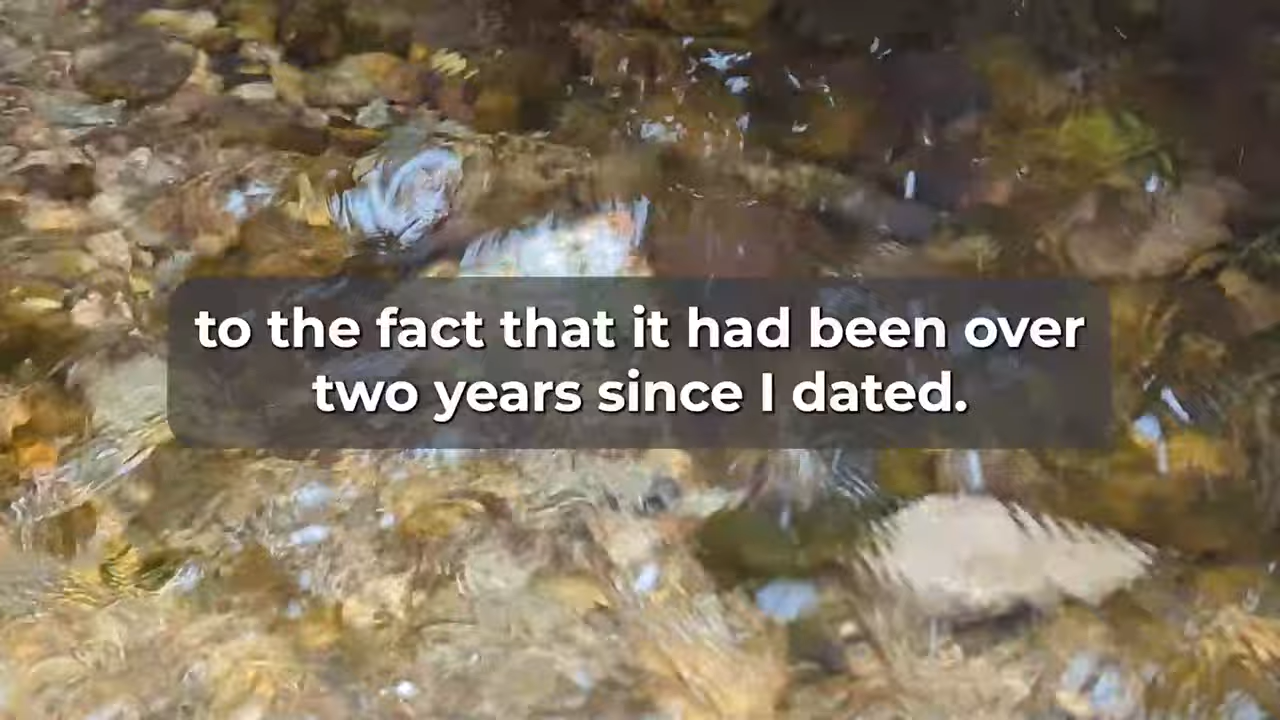 to the fact that it had been over
two years since I dated.